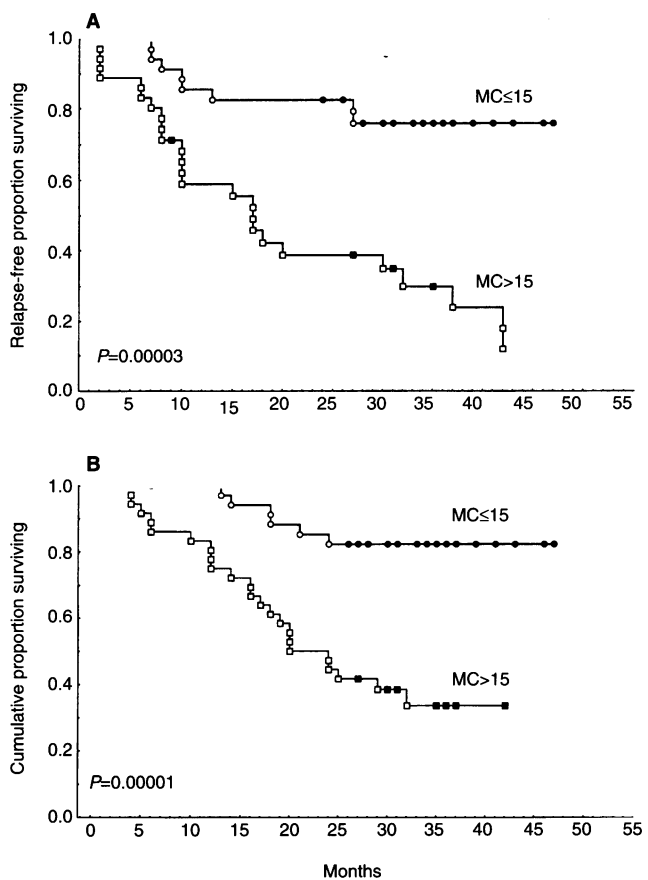 A
Relapse-free proportion surviving
1.0
0.8
0.6
0.4
0.2
0.0
MC≤15
MC>15
P=0.00003
0 5 10 15 20 25 30 35 40 45 50 55
B
Cumulative proportion surviving
1.0
0.8
0.6
0.4
0.2
0.0
MC≤15
MC>15
P=0.00001
0 5 10 15 20 25 30 35 40 45 50 55
Months